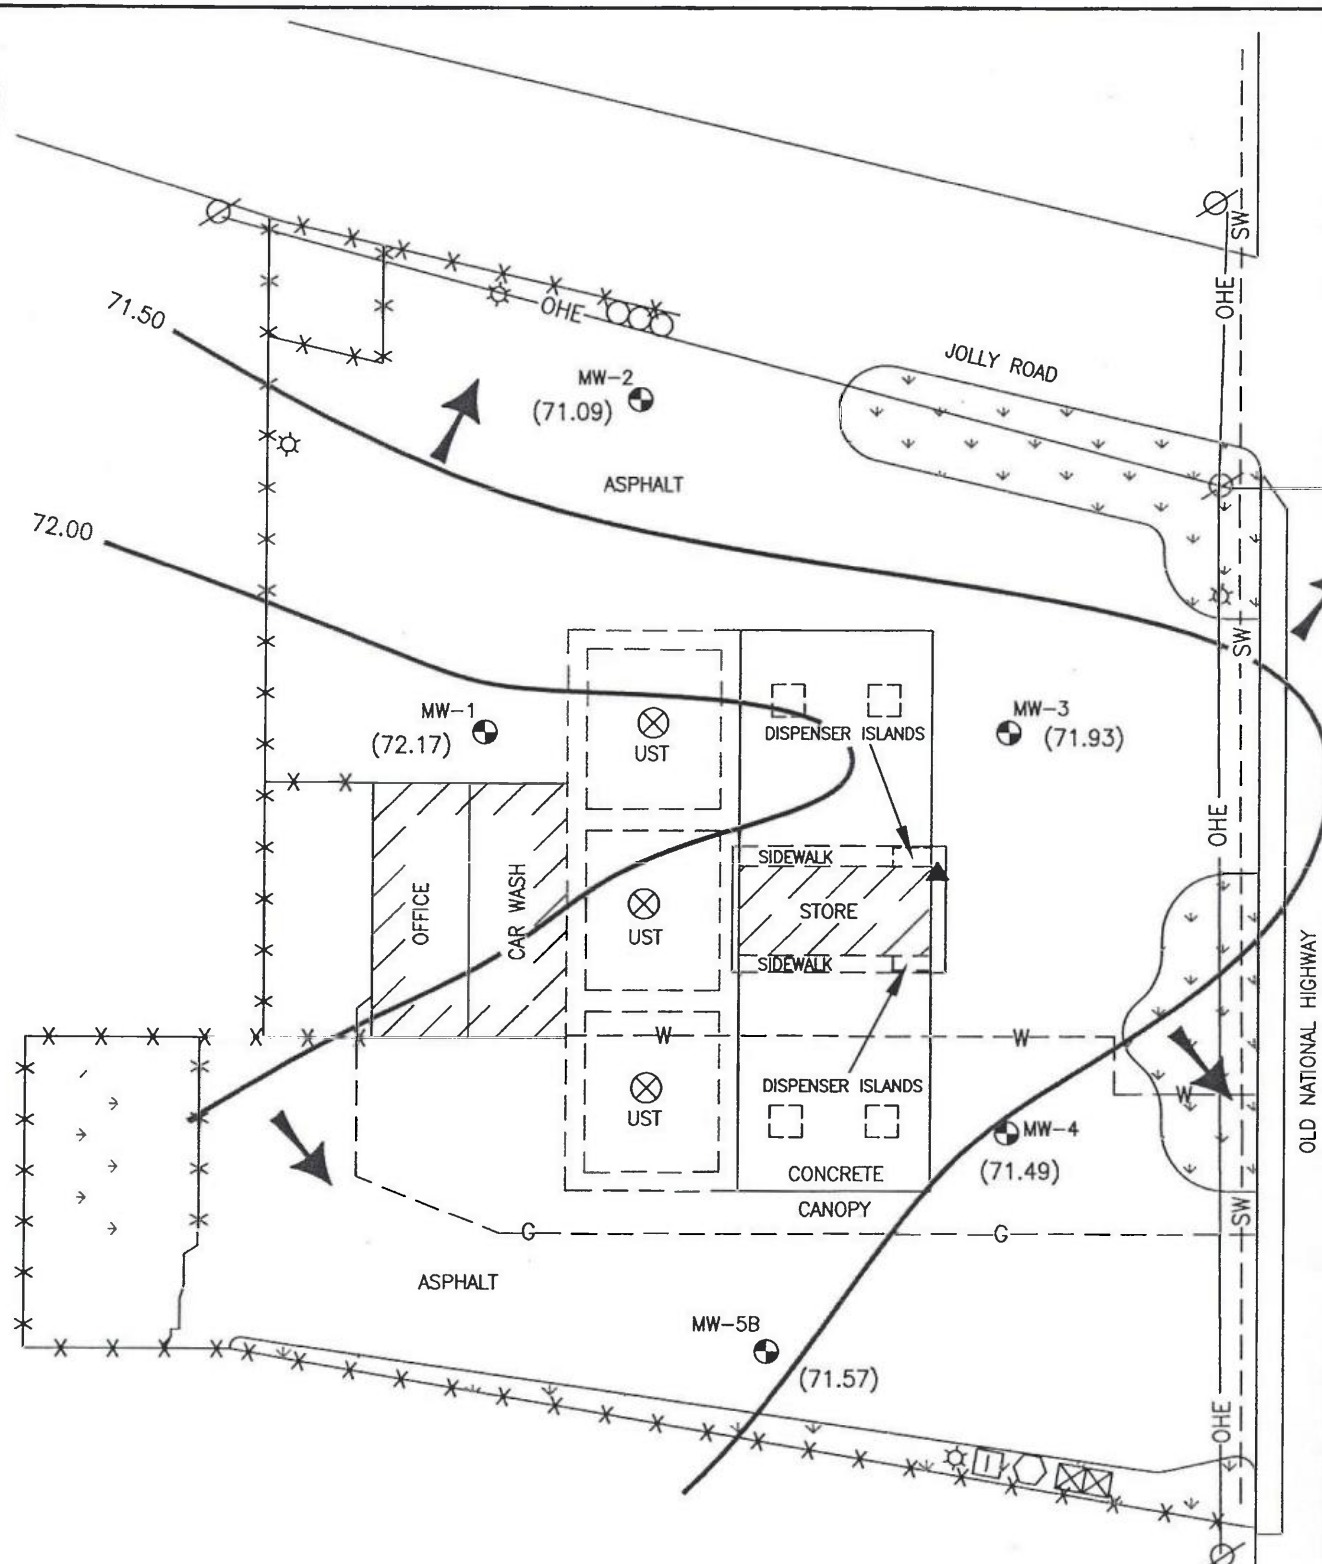 SW
OHE
71.50
OHE
JOLLY ROAD
MW-2
(71.09)
ASPHALT
72.00
SW
MW-1
(72.17)
UST
DISPENSER ISLANDS
MW-3
(71.93)
OHE
OFFICE
CAR WASH
SIDEWALK
STORE
UST
SIDEWALK
OLD NATIONAL HIGHWAY
W
W
W
DISPENSER ISLANDS
UST
MW-4
(71.49)
CONCRETE
CANOPY
SW
G
G
ASPHALT
MW-5B
(71.57)
OHE